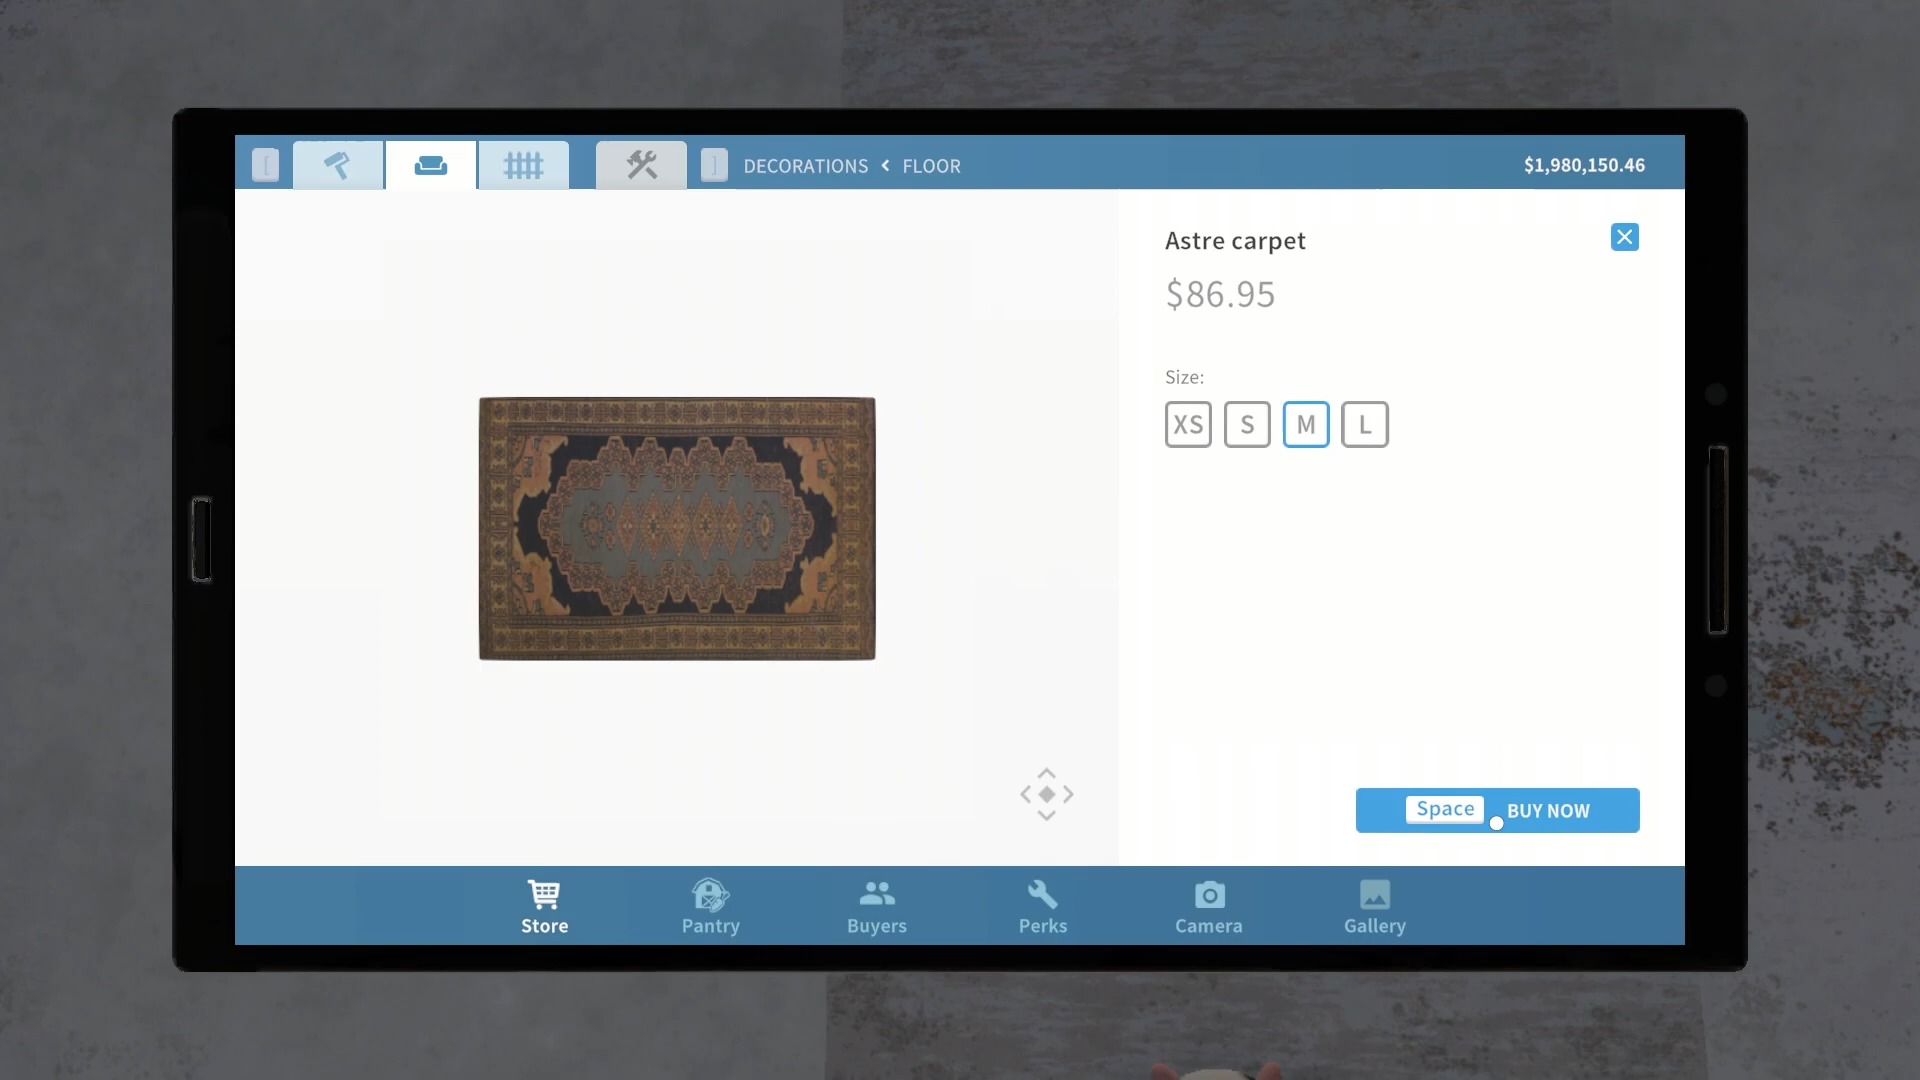 [
]
DECORATIONS < FLOOR
$1,980,150.46
Astre carpet
$86.95
Size:
XS S M L
Space BUY NOW
Store Pantry Buyers Perks Camera Gallery